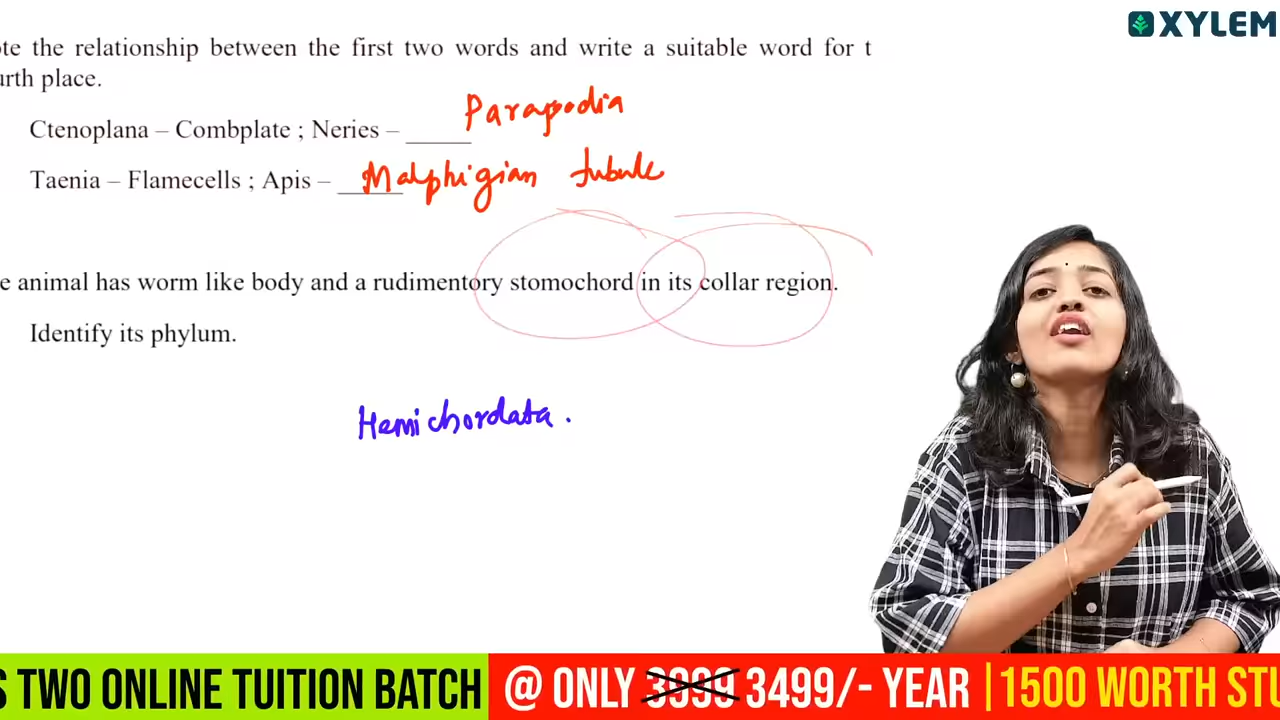 XYLEM
ote the relationship between the first two words and write a suitable word for t
urth place.
Parapodia
Ctenoplana – Combplate ; Neries – ______
Taenia – Flamecells ; Apis – ______ Malphigian tubule
e animal has worm like body and a rudimentory stomochord in its collar region.
Identify its phylum.
Hemichordata.
S TWO ONLINE TUITION BATCH @ ONLY 3999 3499/- YEAR | 1500 WORTH STU